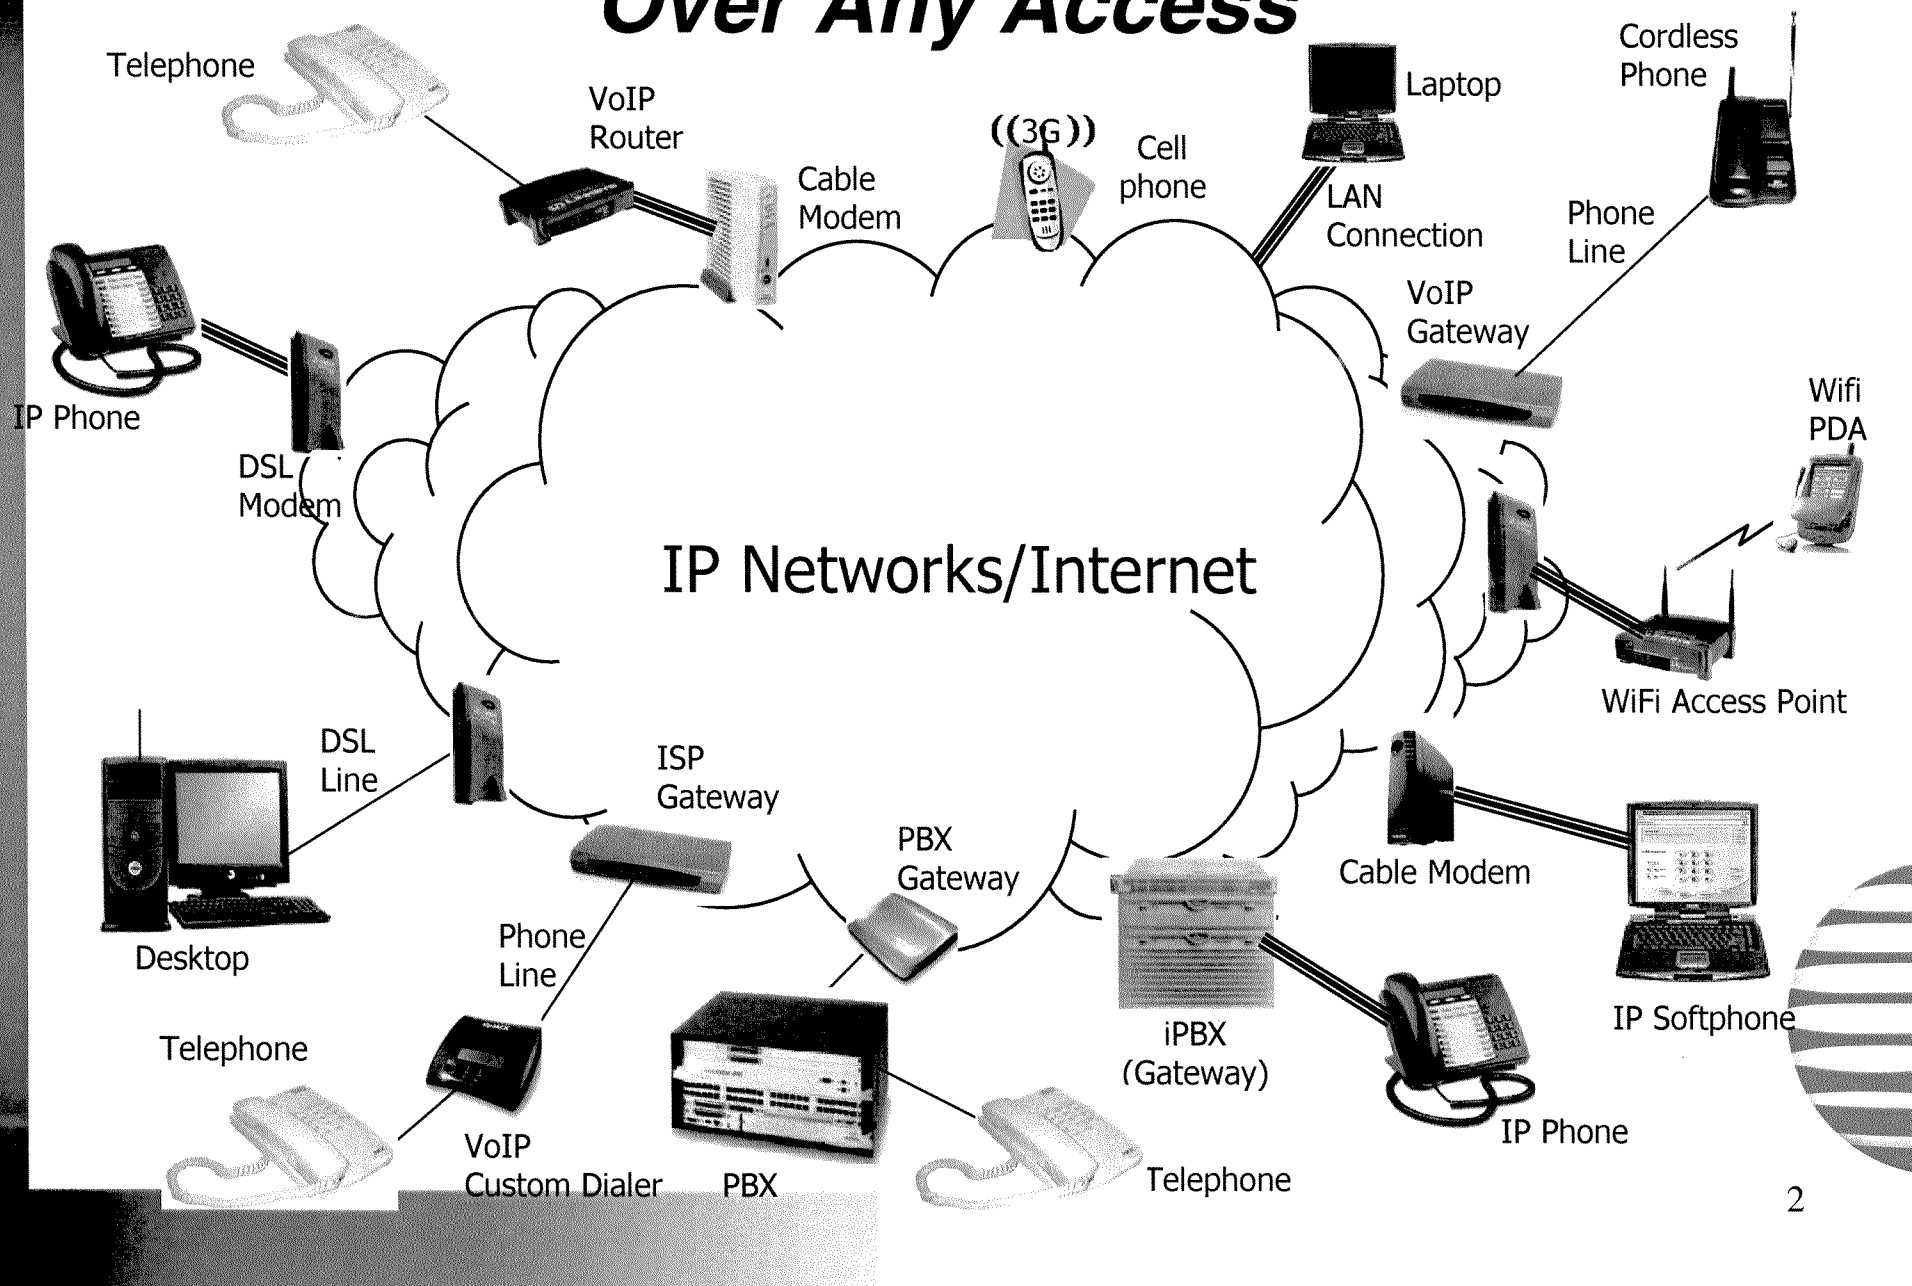 Over Any Access
Telephone
VoIP
Router
Cable
Modem
((3G))
Cell
phone
Laptop
LAN
Connection
Cordless
Phone
Phone
Line
VoIP
Gateway
IP Phone
DSL
Modem
Wifi
PDA
IP Networks/Internet
WiFi Access Point
DSL
Line
ISP
Gateway
PBX
Gateway
Cable Modem
Desktop
Phone
Line
IP Softphone
Telephone
iPBX
(Gateway)
IP Phone
VoIP
Custom Dialer
PBX
Telephone
2